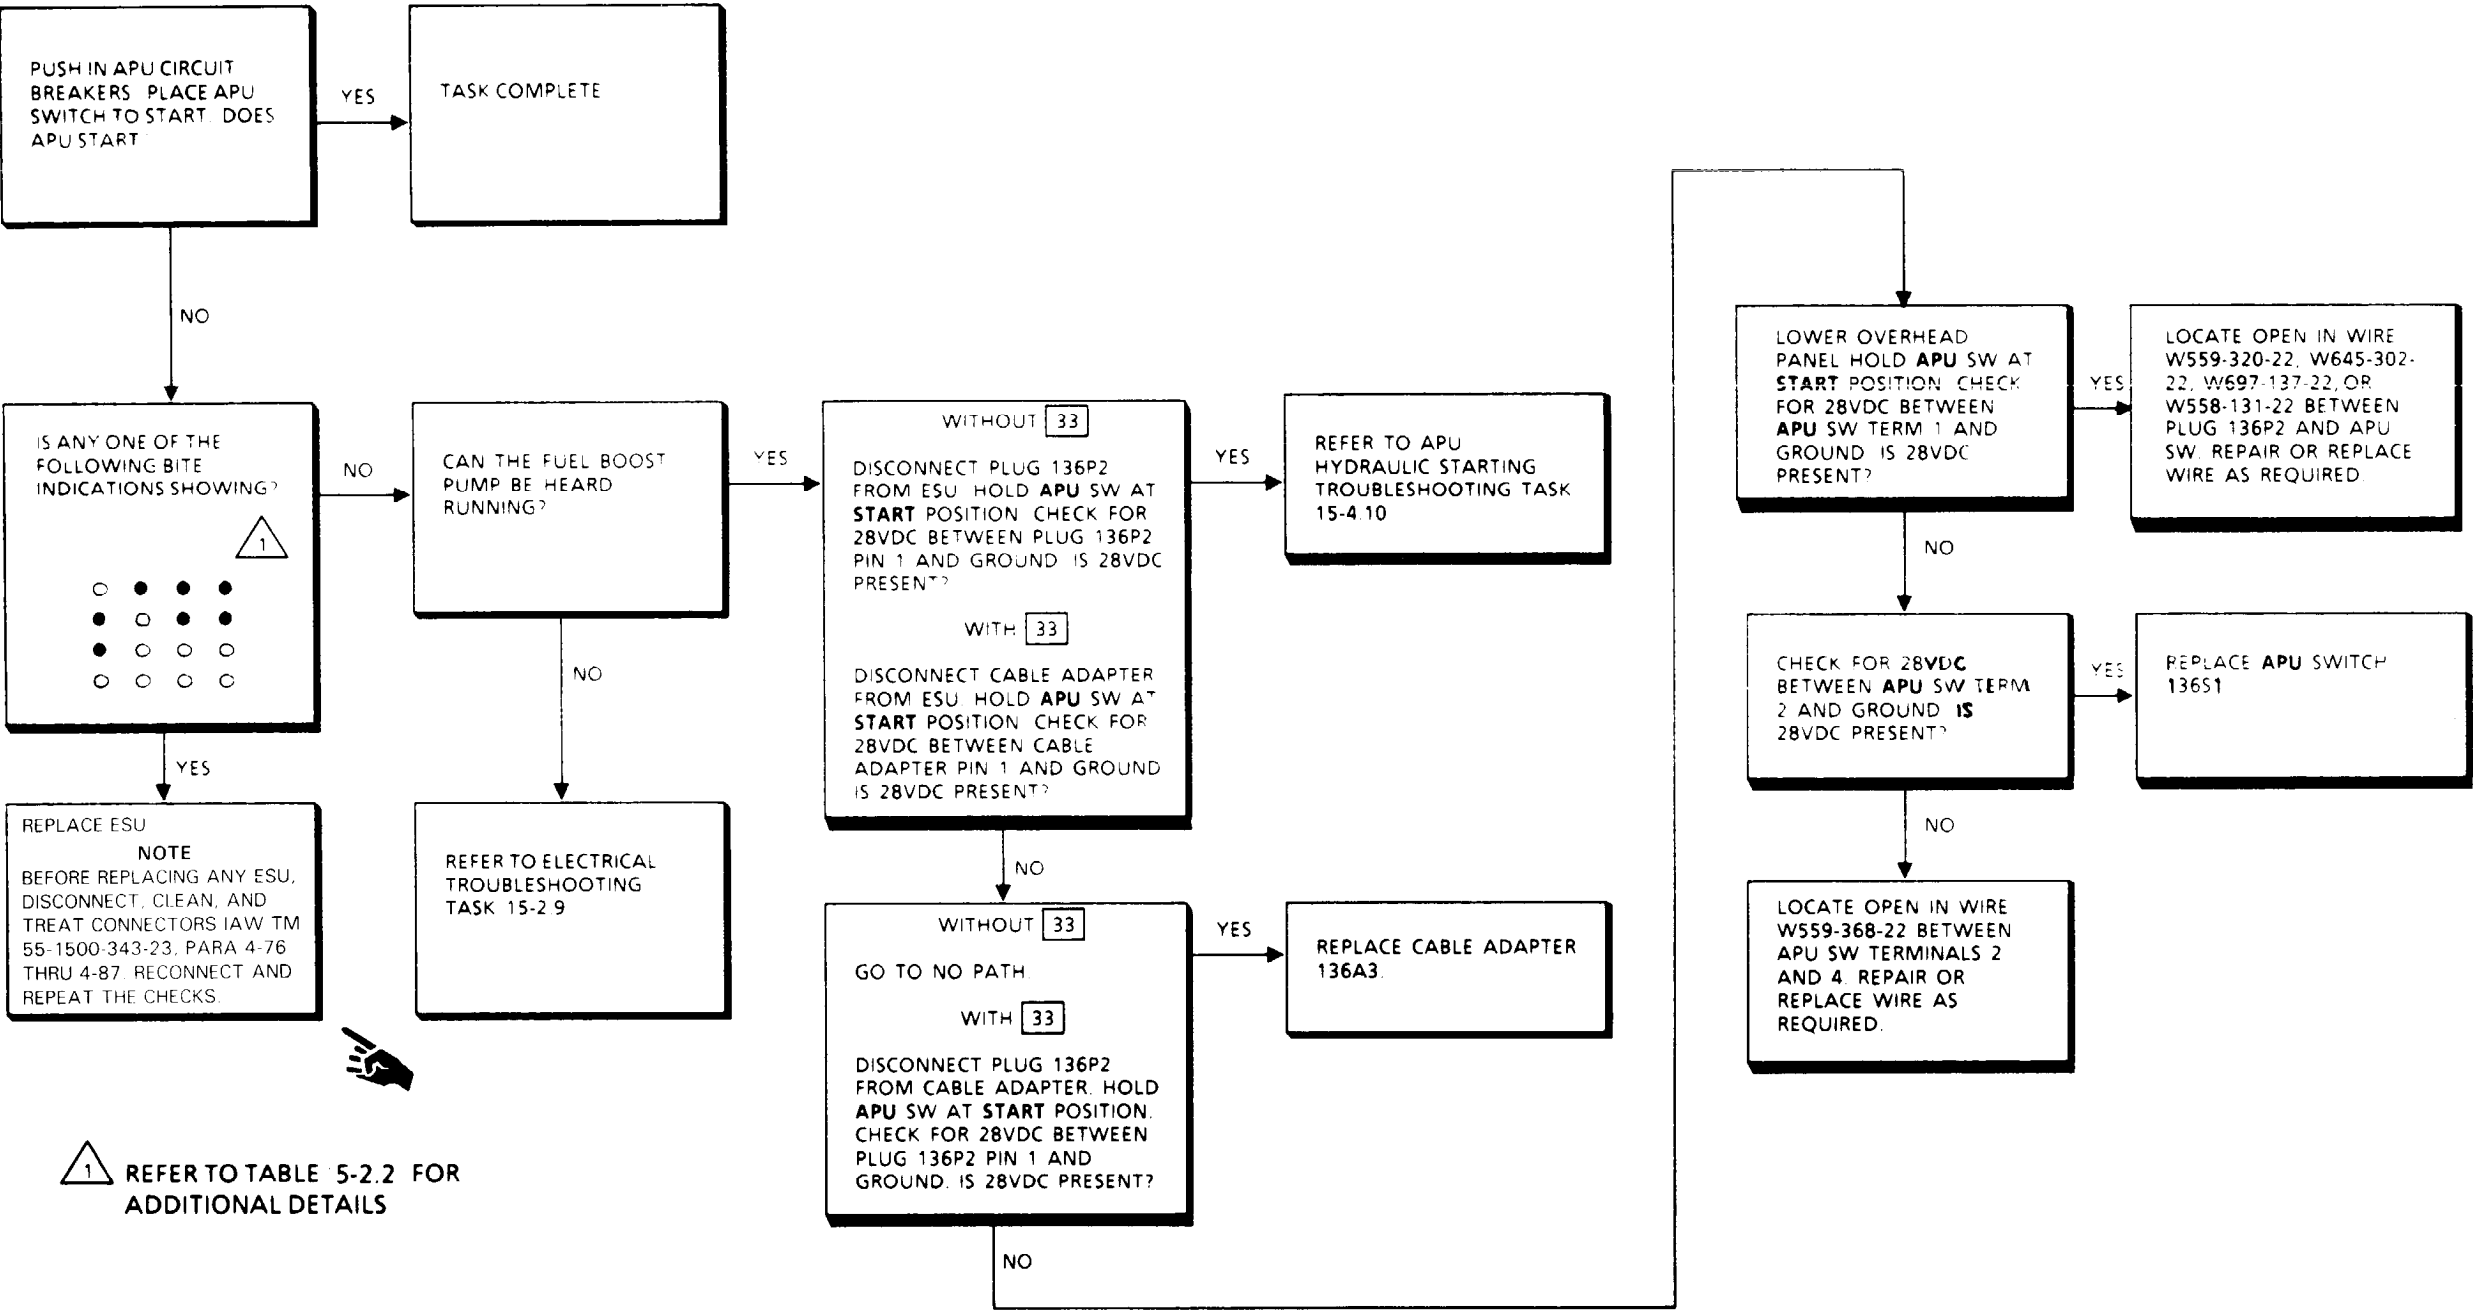 PUSH IN APU CIRCUIT
BREAKERS PLACE APU
SWITCH TO START. DOES
APU START
YES
TASK COMPLETE
NO
IS ANY ONE OF THE
FOLLOWING BITE
INDICATIONS SHOWING?
1
NO
YES
REPLACE ESU
NOTE
BEFORE REPLACING ANY ESU,
DISCONNECT, CLEAN, AND
TREAT CONNECTORS IAW TM
55-1500-343-23, PARA 4-76
THRU 4-87. RECONNECT AND
REPEAT THE CHECKS.
CAN THE FUEL BOOST
PUMP BE HEARD
RUNNING?
YES
NO
REFER TO ELECTRICAL
TROUBLESHOOTING
TASK 15-2.9
WITHOUT 33
DISCONNECT PLUG 136P2
FROM ESU. HOLD APU SW AT
START POSITION CHECK FOR
28VDC BETWEEN PLUG 136P2
PIN 1 AND GROUND IS 28VDC
PRESENT?
WITH 33
DISCONNECT CABLE ADAPTER
FROM ESU. HOLD APU SW AT
START POSITION CHECK FOR
28VDC BETWEEN CABLE
ADAPTER PIN 1 AND GROUND
IS 28VDC PRESENT?
YES
REFER TO APU
HYDRAULIC STARTING
TROUBLESHOOTING TASK
15-4.10
NO
WITHOUT 33
GO TO NO PATH.
WITH 33
DISCONNECT PLUG 136P2
FROM CABLE ADAPTER. HOLD
APU SW AT START POSITION.
CHECK FOR 28VDC BETWEEN
PLUG 136P2 PIN 1 AND
GROUND. IS 28VDC PRESENT?
YES
REPLACE CABLE ADAPTER
136A3.
NO
LOWER OVERHEAD
PANEL HOLD APU SW AT
START POSITION CHECK
FOR 28VDC BETWEEN
APU SW TERM 1 AND
GROUND IS 28VDC
PRESENT?
YES
LOCATE OPEN IN WIRE
W559-320-22, W645-302-
22, W697-137-22, OR
W558-131-22 BETWEEN
PLUG 136P2 AND APU
SW. REPAIR OR REPLACE
WIRE AS REQUIRED.
NO
CHECK FOR 28VDC
BETWEEN APU SW TERM
2 AND GROUND IS
28VDC PRESENT?
YES
REPLACE APU SWITCH
136S1
NO
LOCATE OPEN IN WIRE
W559-368-22 BETWEEN
APU SW TERMINALS 2
AND 4. REPAIR OR
REPLACE WIRE AS
REQUIRED.
1 REFER TO TABLE 5-2.2 FOR
ADDITIONAL DETAILS